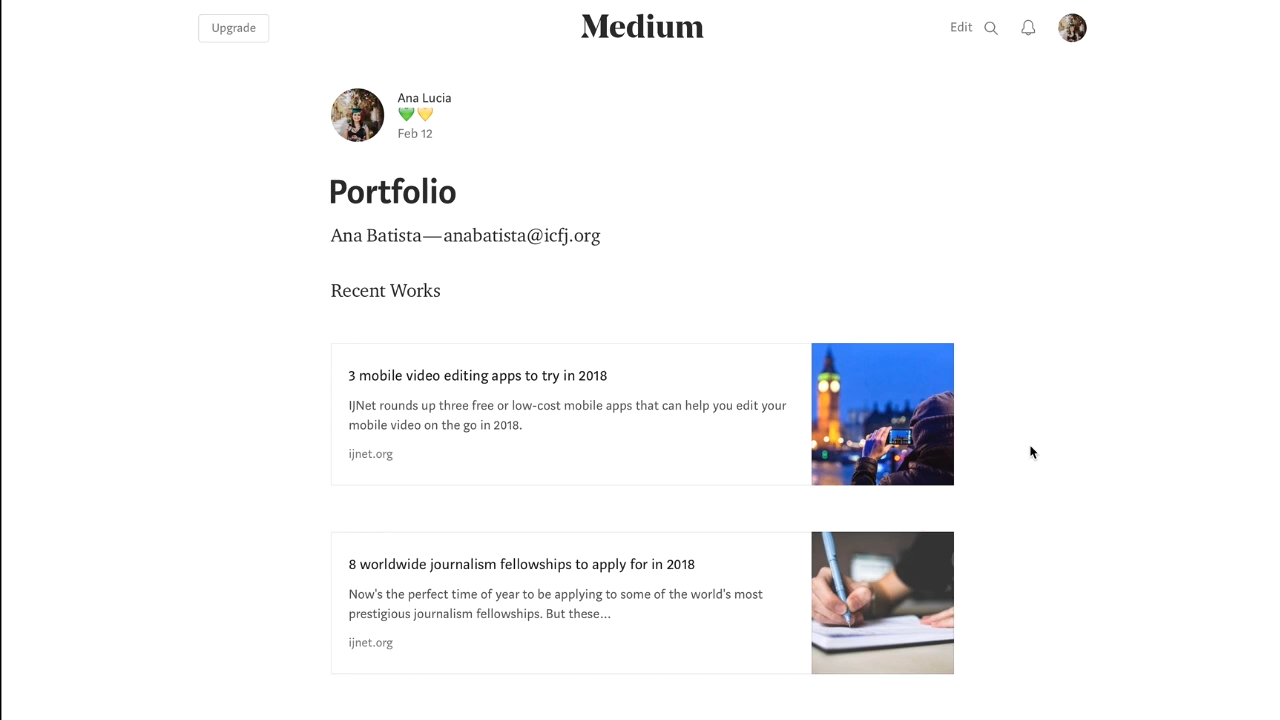 Upgrade
Medium
Edit
Ana Lucia
💚💛
Feb 12
Portfolio
Ana Batista — anabatista@icfj.org
Recent Works
3 mobile video editing apps to try in 2018
IJNet rounds up three free or low-cost mobile apps that can help you edit your
mobile video on the go in 2018.
ijnet.org
8 worldwide journalism fellowships to apply for in 2018
Now's the perfect time of year to be applying to some of the world's most
prestigious journalism fellowships. But these...
ijnet.org